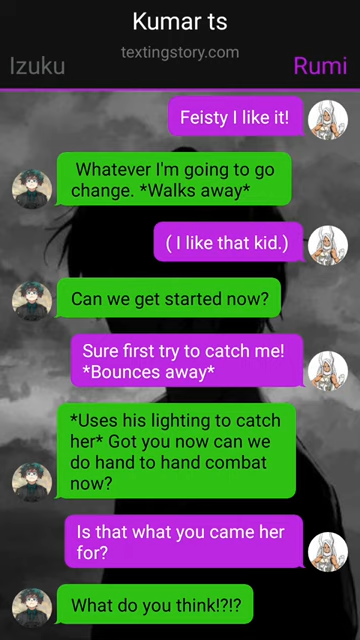 Kumar ts
textingstory.com
Izuku
Rumi
Feisty I like it!
Whatever I'm going to go
change. *Walks away*
( I like that kid.)
Can we get started now?
Sure first try to catch me!
*Bounces away*
*Uses his lighting to catch
her* Got you now can we
do hand to hand combat
now?
Is that what you came her
for?
What do you think!?!?